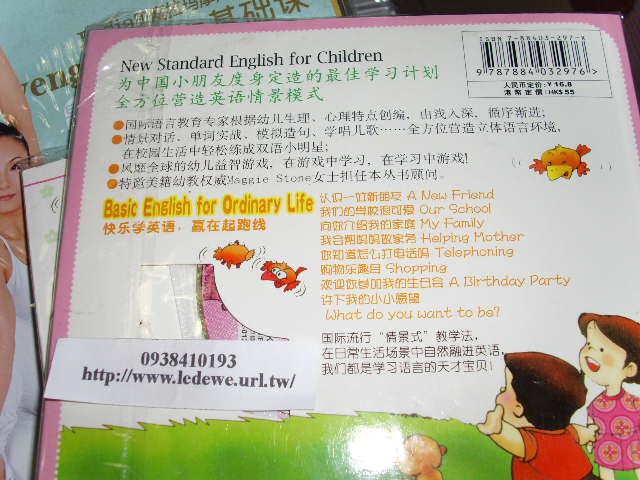 基础课
New Standard English for Children
为中国小朋友度身定造的最佳学习计划
全方位营造英语情景模式
ISBN 7-88403-297-X
9 787884 032976 >
人民币定价: ¥16.8
港币定价: HK$ 55
●国际语言教育专家根据幼儿生理、心理特点创编，由浅入深，循序渐进；
●情景对话、单词实战、模拟造句、学唱儿歌……全方位营造立体语言环境，
在校园生活中轻松练成双语小明星；
●风靡全球的幼儿益智游戏，在游戏中学习，在学习中游戏！
●特邀美籍幼教权威Maggie Stone女士担任本丛书顾问。
Basic English for Ordinary Life
快乐学英语，赢在起跑线
认识一位新朋友 A New Friend
我们的学校很可爱 Our School
向你介绍我的家庭 My Family
我会帮妈妈做家务 Helping Mother
你知道怎么打电话吗 Telephoning
购物乐趣多 Shopping
欢迎你参加我的生日会 A Birthday Party
许下我的小小愿望
What do you want to be?
国际流行“情景式”教学法，
在日常生活场景中自然融进英语，
我们都是学习语言的天才宝贝！
0938410193
http://www.ledewe.url.tw/